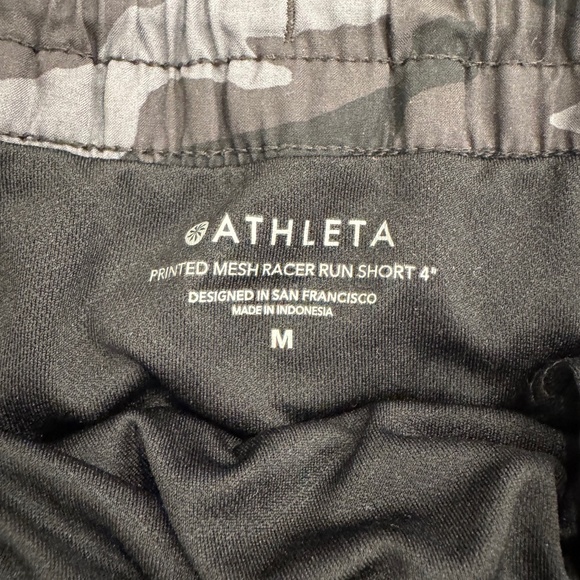 ATHLETA
PRINTED MESH RACER RUN SHORT 4"
DESIGNED IN SAN FRANCISCO
MADE IN INDONESIA
M